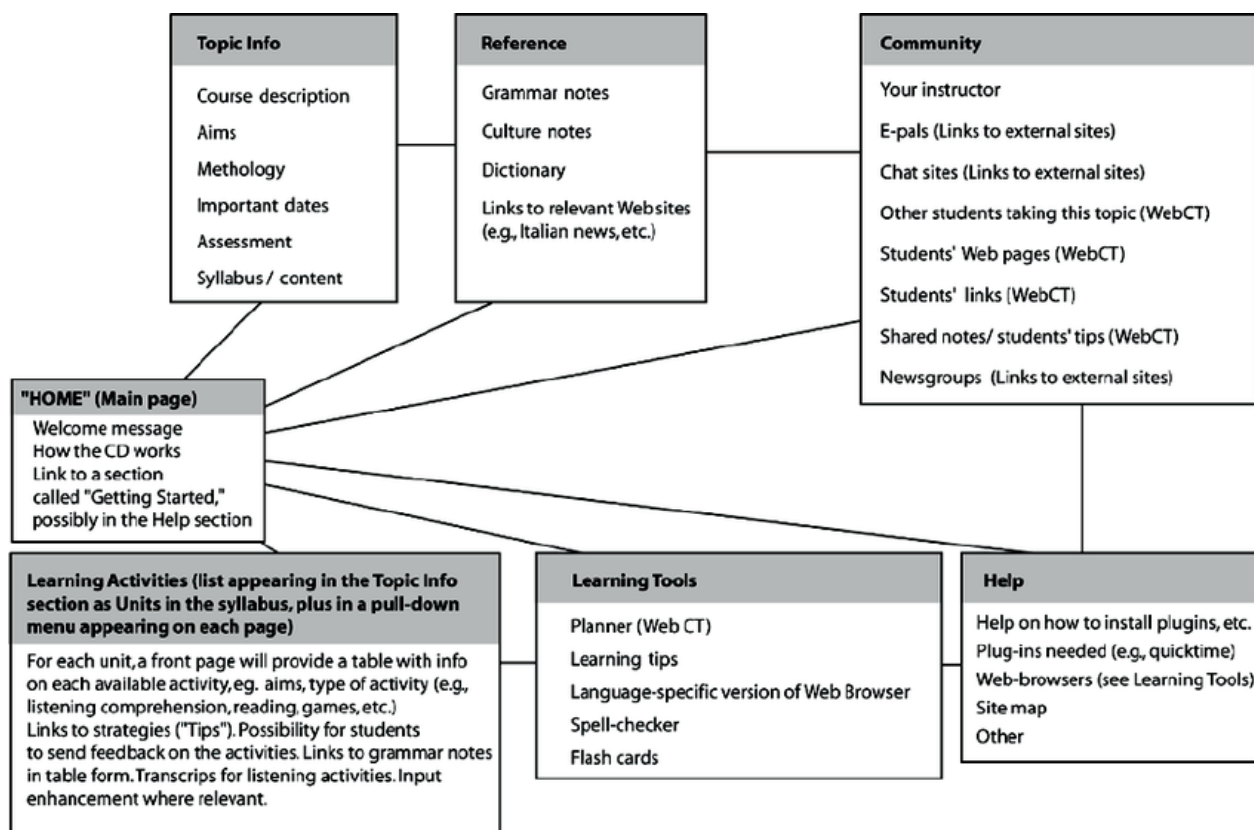 Topic Info
Course description
Aims
Methology
Important dates
Assessment
Syllabus / content
Reference
Grammar notes
Culture notes
Dictionary
Links to relevant Websites
(e.g., Italian news, etc.)
Community
Your instructor
E-pals (Links to external sites)
Chat sites (Links to external sites)
Other students taking this topic (WebCT)
Students' Web pages (WebCT)
Students' links (WebCT)
Shared notes/ students' tips (WebCT)
Newsgroups (Links to external sites)
"HOME" (Main page)
Welcome message
How the CD works
Link to a section
called "Getting Started,"
possibly in the Help section
Learning Activities (list appearing in the Topic Info
section as Units in the syllabus, plus in a pull-down
menu appearing on each page)
For each unit, a front page will provide a table with info
on each available activity, eg. aims, type of activity (e.g.,
listening comprehension, reading, games, etc.)
Links to strategies ("Tips"). Possibility for students
to send feedback on the activities. Links to grammar notes
in table form. Transcrips for listening activities. Input
enhancement where relevant.
Learning Tools
Planner (Web CT)
Learning tips
Language-specific version of Web Browser
Spell-checker
Flash cards
Help
Help on how to install plugins, etc.
Plug-ins needed (e.g., quicktime)
Web-browsers (see Learning Tools)
Site map
Other